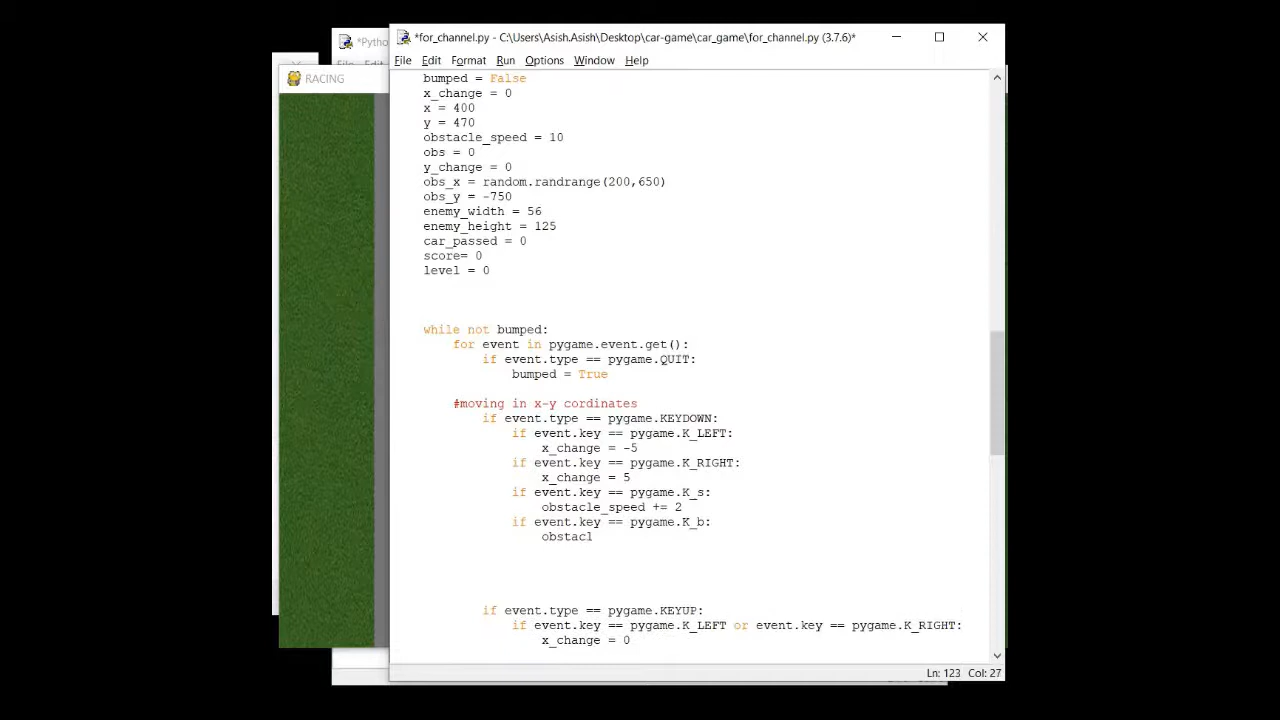 *for_channel.py - C:\Users\Asish.Asish\Desktop\car-game\car_game\for_channel.py (3.7.6)*
*Pytho
File Edit Format Run Options Window Help
RACING
bumped = False
x_change = 0
x = 400
y = 470
obstacle_speed = 10
obs = 0
y_change = 0
obs_x = random.randrange(200,650)
obs_y = -750
enemy_width = 56
enemy_height = 125
car_passed = 0
score= 0
level = 0
while not bumped:
for event in pygame.event.get():
if event.type == pygame.QUIT:
bumped = True
#moving in x-y cordinates
if event.type == pygame.KEYDOWN:
if event.key == pygame.K_LEFT:
x_change = -5
if event.key == pygame.K_RIGHT:
x_change = 5
if event.key == pygame.K_s:
obstacle_speed += 2
if event.key == pygame.K_b:
obstacl
if event.type == pygame.KEYUP:
if event.key == pygame.K_LEFT or event.key == pygame.K_RIGHT:
x_change = 0
Ln: 123 Col: 27